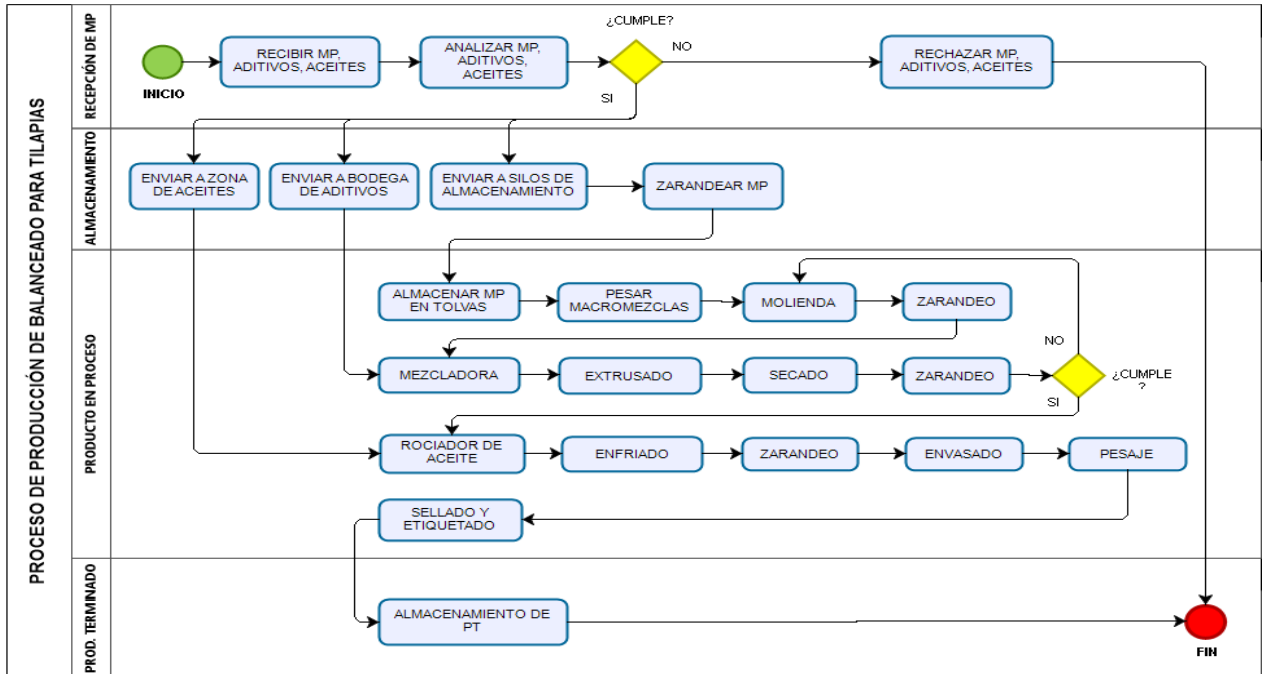 PROCESO DE PRODUCCIÓN DE BALANCEADO PARA TILAPIAS
RECEPCIÓN DE MP
¿CUMPLE?
INICIO
RECIBIR MP,
ADITIVOS, ACEITES
ANALIZAR MP,
ADITIVOS,
ACEITES
NO
SI
RECHAZAR MP,
ADITIVOS, ACEITES
ALMACENAMIENTO
ENVIAR A ZONA
DE ACEITES
ENVIAR A BODEGA
DE ADITIVOS
ENVIAR A SILOS DE
ALMACENAMIENTO
ZARANDEAR MP
PRODUCTO EN PROCESO
ALMACENAR MP
EN TOLVAS
PESAR
MACROMEZCLAS
MOLIENDA
ZARANDEO
MEZCLADORA
EXTRUSADO
SECADO
ZARANDEO
NO
¿CUMPLE
?
SI
ROCIADOR DE
ACEITE
ENFRIADO
ZARANDEO
ENVASADO
PESAJE
SELLADO Y
ETIQUETADO
PROD. TERMINADO
ALMACENAMIENTO DE
PT
FIN